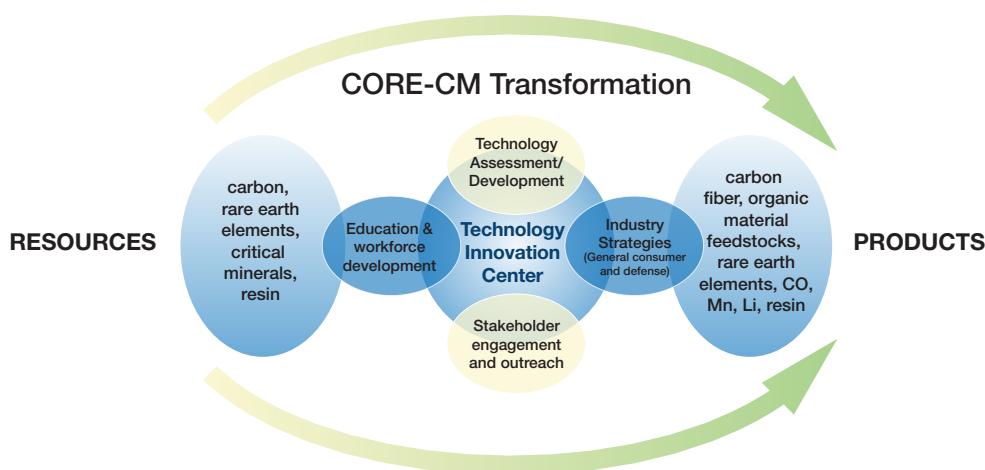 CORE-CM Transformation
RESOURCES
carbon,
rare earth
elements,
critical
minerals,
resin
Education &
workforce
development
Technology
Assessment/
Development
Technology
Innovation
Center
Stakeholder
engagement
and outreach
Industry
Strategies
(General consumer
and defense)
carbon
fiber, organic
material
feedstocks,
rare earth
elements, CO,
Mn, Li, resin
PRODUCTS